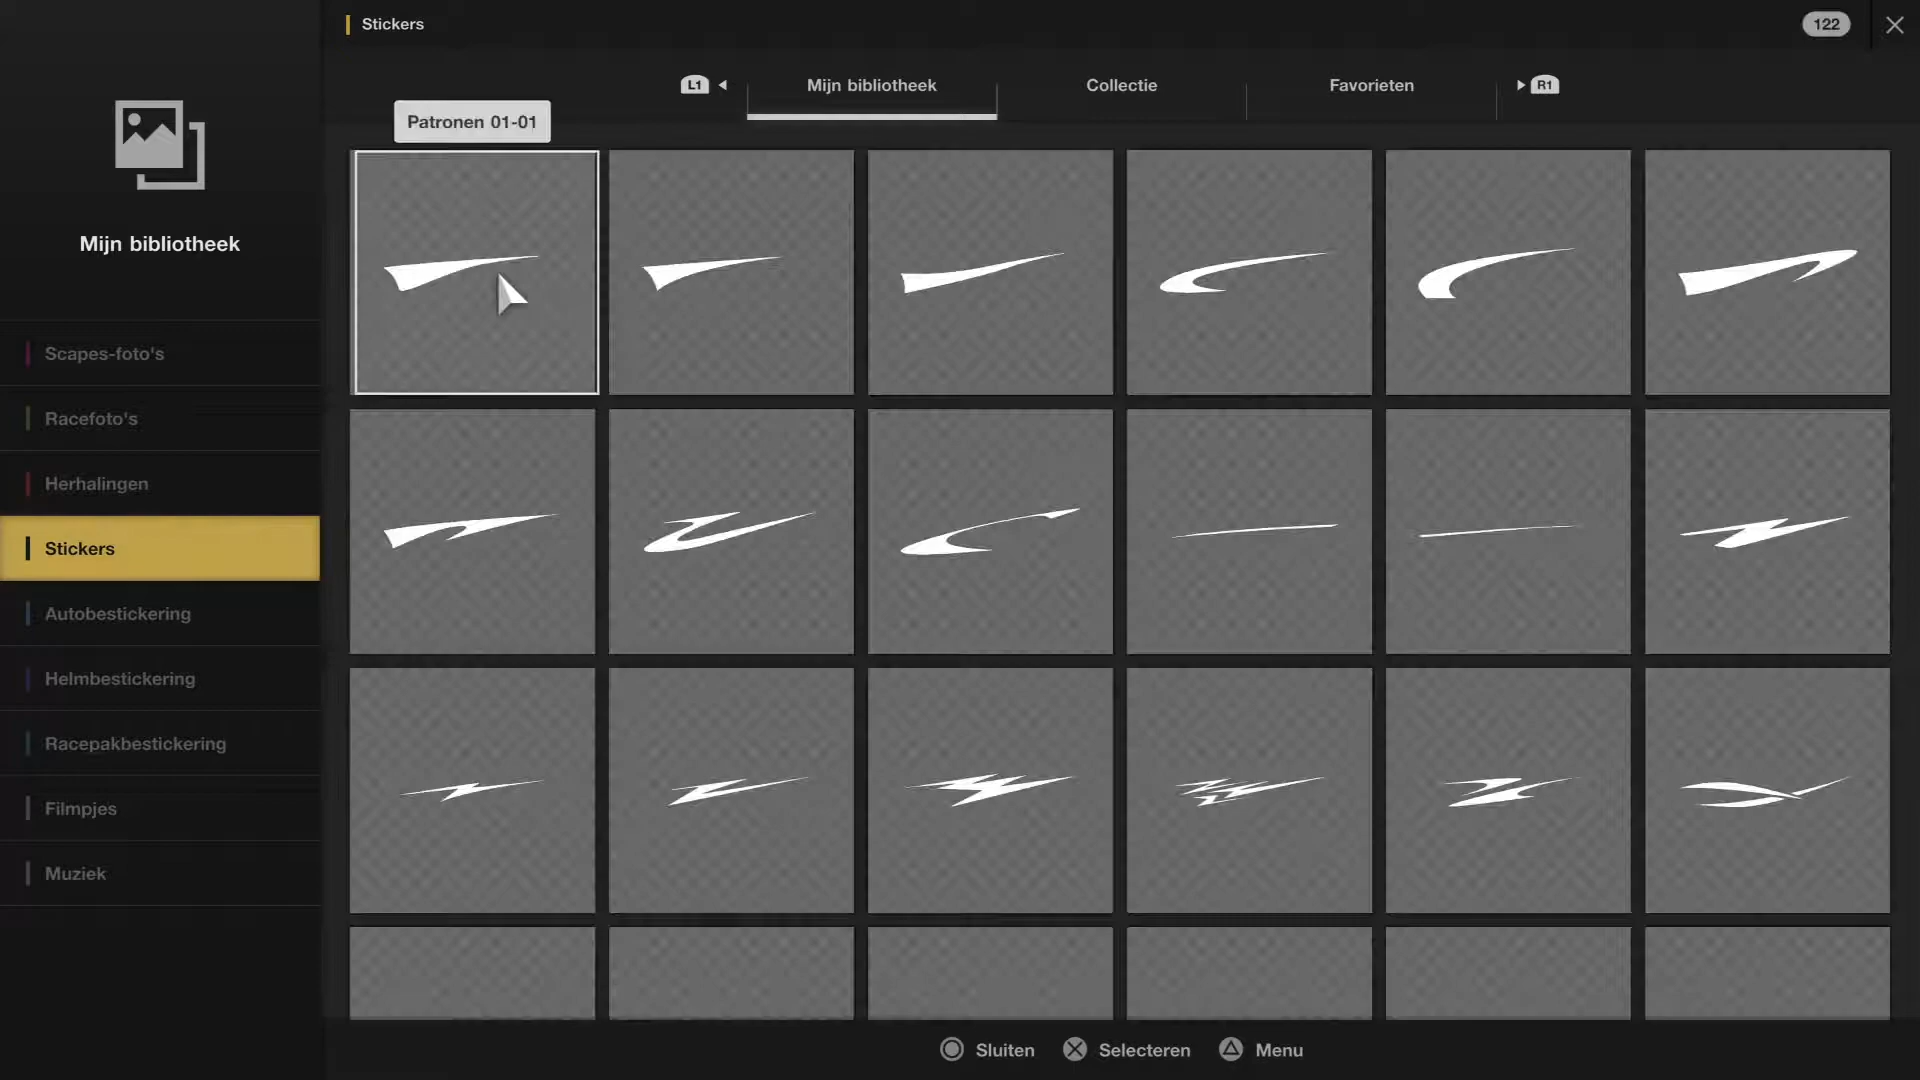 Stickers
122
L1
Mijn bibliotheek
Collectie
Favorieten
R1
Patronen 01-01
Mijn bibliotheek
Scapes-foto's
Racefoto's
Herhalingen
Stickers
Autobestickering
Helmbestickering
Racepakbestickering
Filmpjes
Muziek
Sluiten
Selecteren
Menu